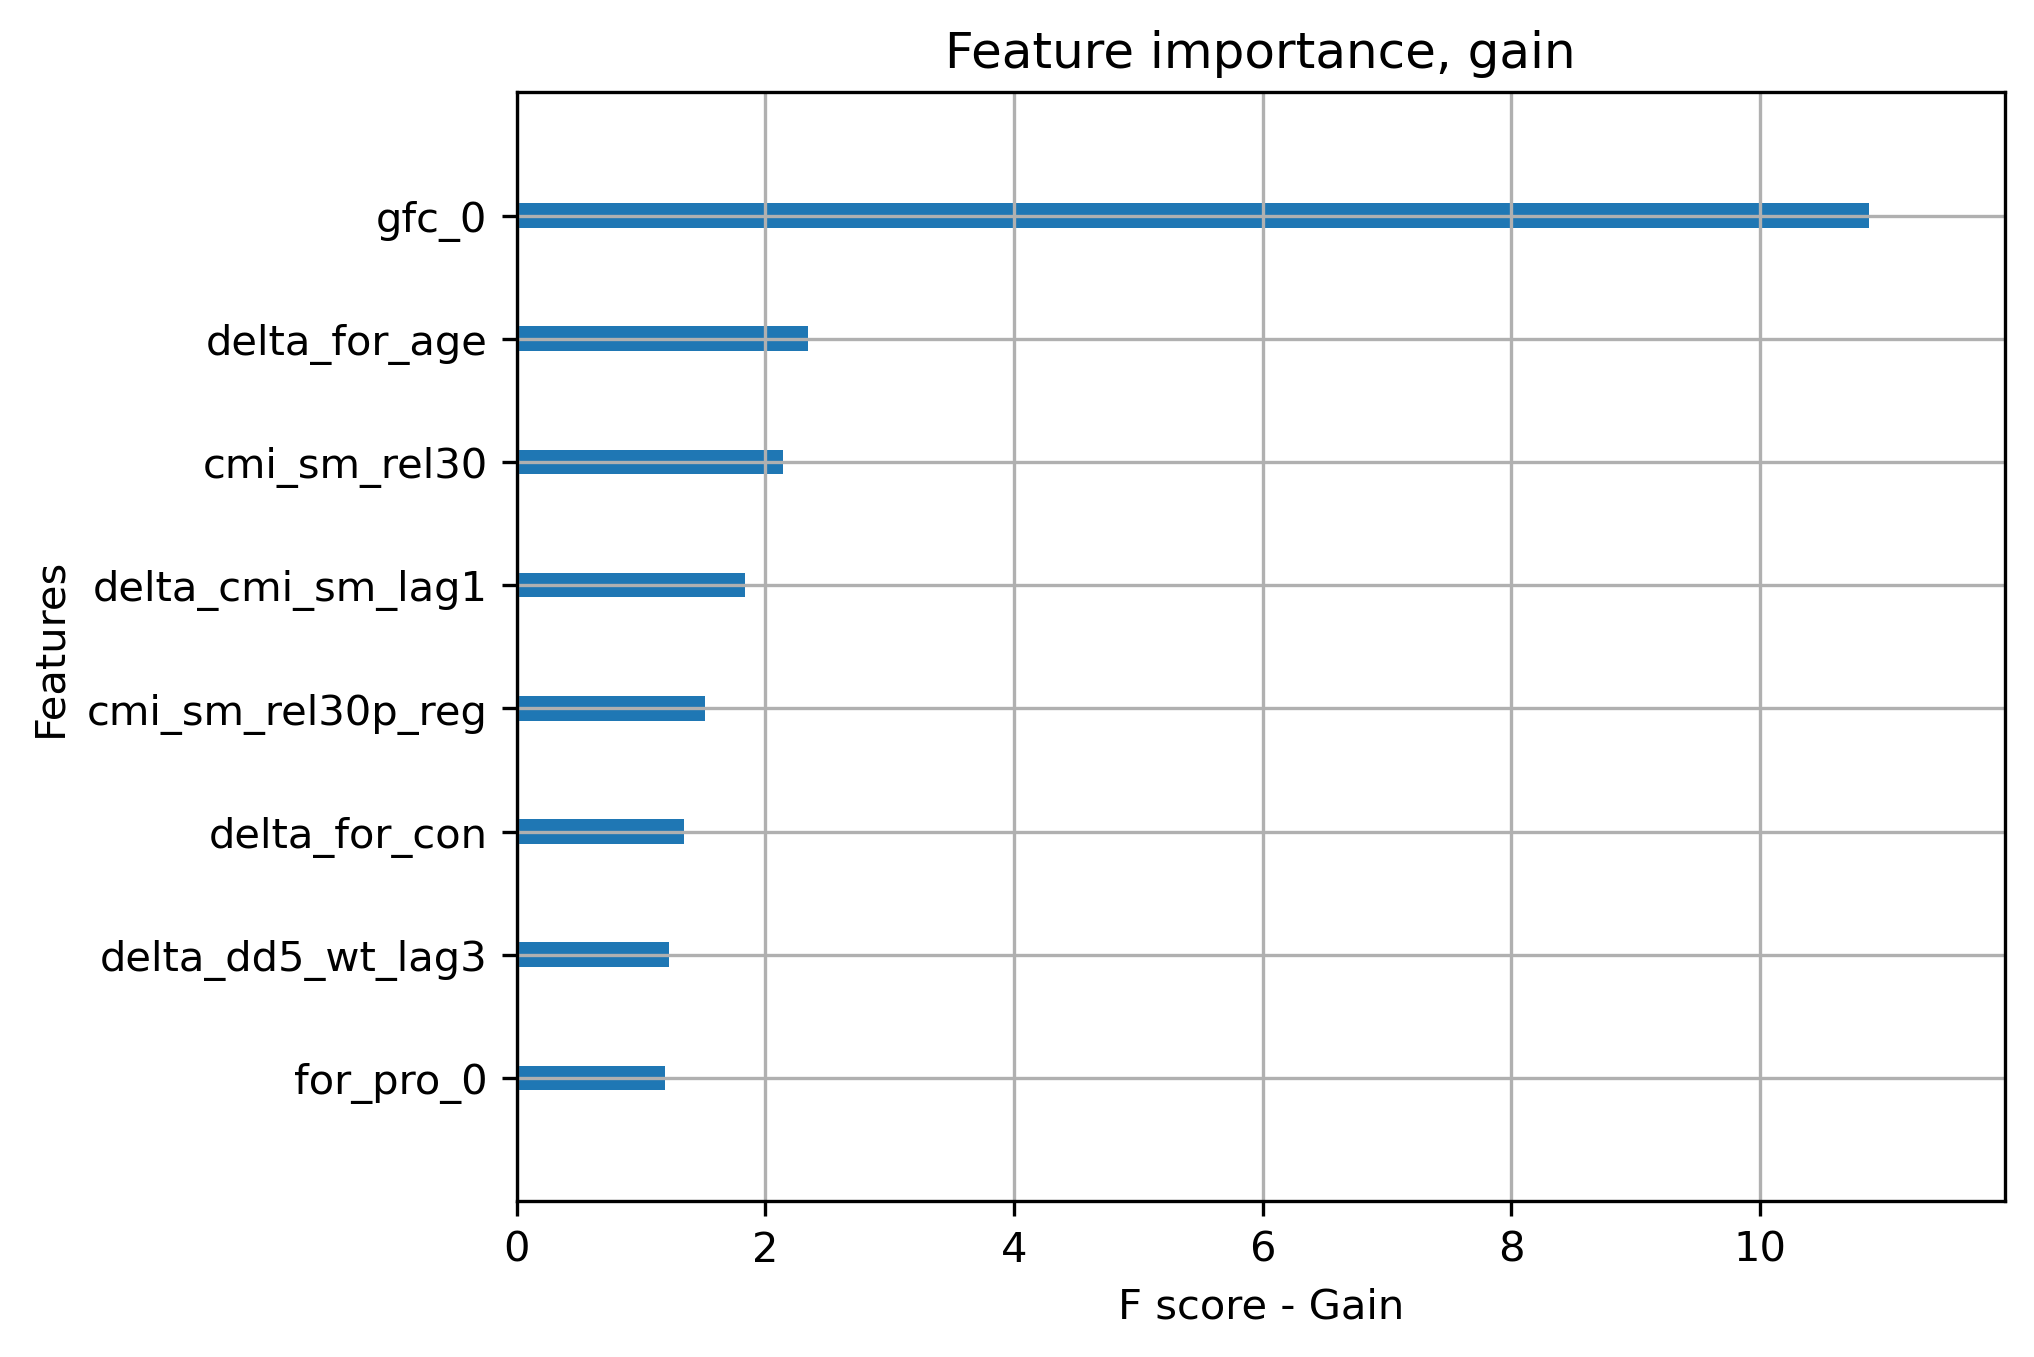 Feature importance, gain
gfc_0
delta_for_age
cmi_sm_rel30
delta_cmi_sm_lag1
cmi_sm_rel30p_reg
delta_for_con
delta_dd5_wt_lag3
for_pro_0
Features
0 2 4 6 8 10
F score - Gain